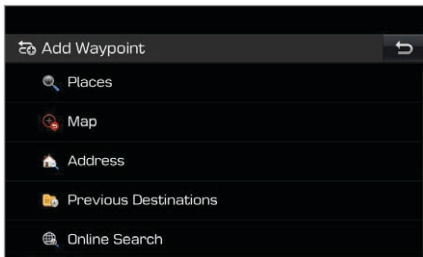 Add Waypoint
Places
Map
Address
Previous Destinations
Online Search